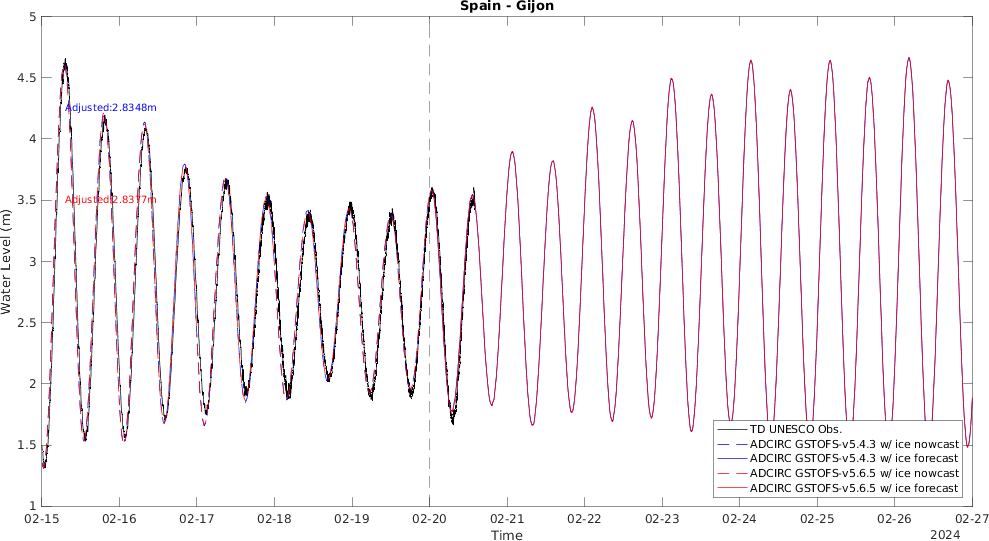 Spain - Gijon
5
4.5
4
3.5
3
2.5
2
1.5
1
Water Level (m)
Adjusted:2.8348m
Adjusted:2.8377m
TD UNESCO Obs.
ADCIRC GSTOFS-v5.4.3 w/ ice nowcast
ADCIRC GSTOFS-v5.4.3 w/ ice forecast
ADCIRC GSTOFS-v5.6.5 w/ ice nowcast
ADCIRC GSTOFS-v5.6.5 w/ ice forecast
02-15 02-16 02-17 02-18 02-19 02-20 02-21 02-22 02-23 02-24 02-25 02-26 02-27
Time
2024